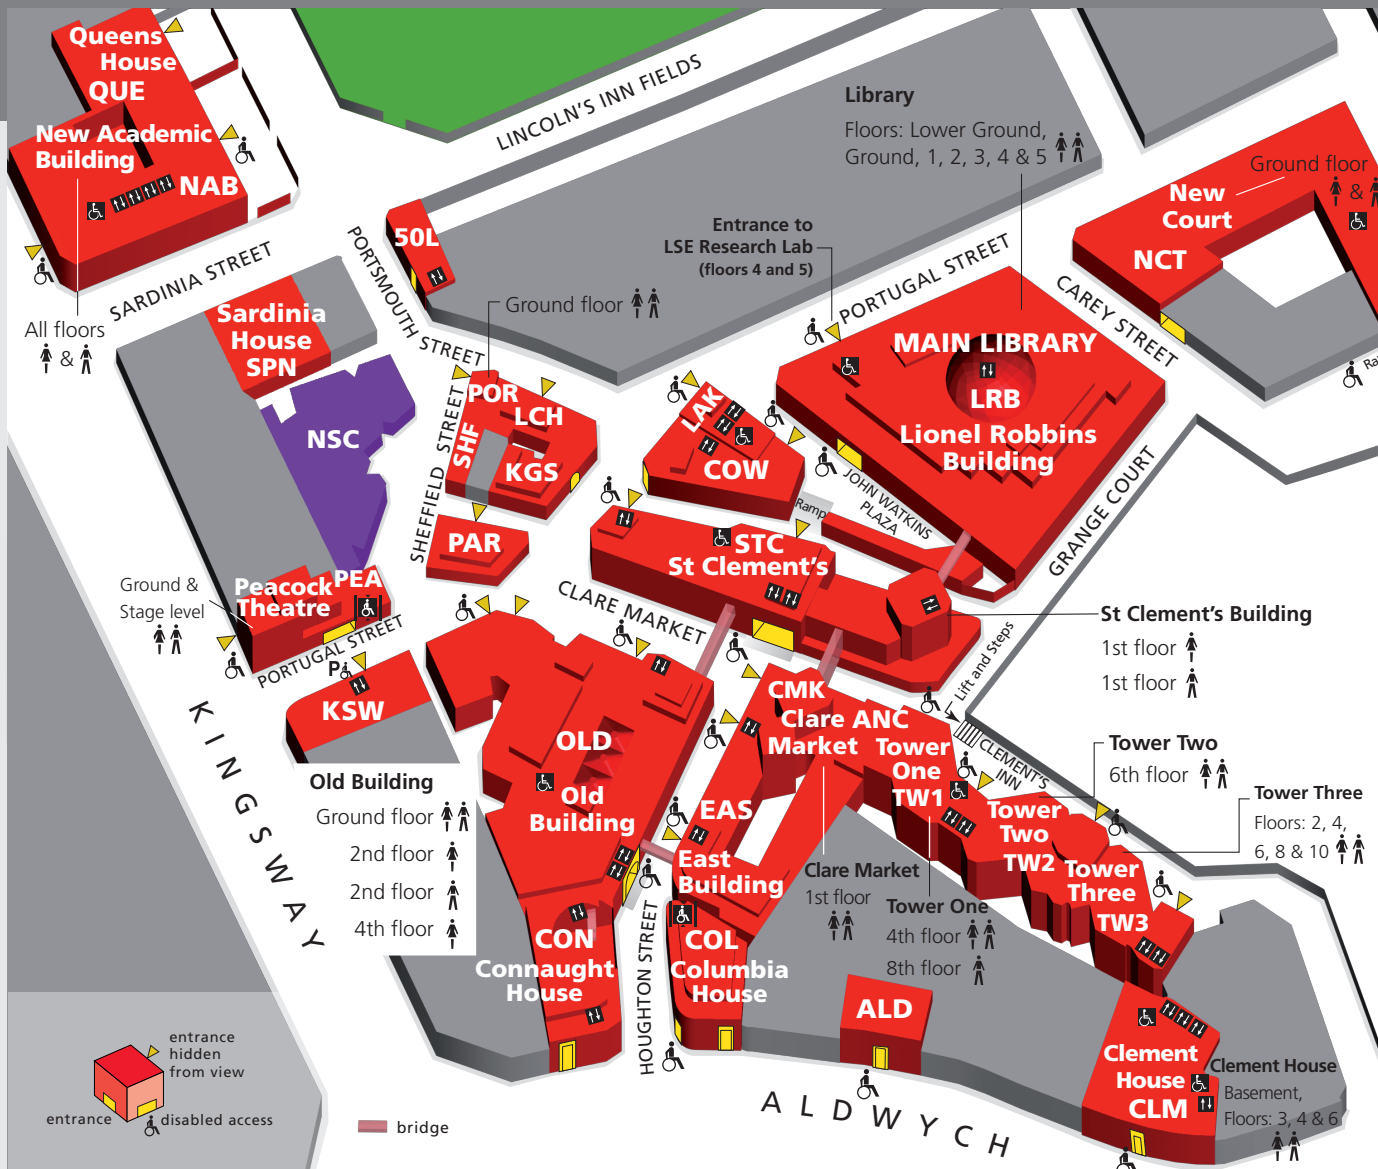 Queens
House
QUE
New Academic
Building
NAB
All floors
&
SARDINIA STREET
LINCOLN'S INN FIELDS
PORTSMOUTH STREET
50L
Library
Floors: Lower Ground,
Ground, 1, 2, 3, 4 & 5
Entrance to
LSE Research Lab
(floors 4 and 5)
PORTUGAL STREET
CAREY STREET
Ground floor
&
New
Court
NCT
Sardinia
House
SPN
NSC
Ground floor
POR
LCH
SHF
KGS
SHEFFIELD STREET
PAR
LAK
COW
MAIN LIBRARY
LRB
Lionel Robbins
Building
JOHN WATKINS
PLAZA
Ramp
GRANGE COURT
STC
St Clement's
CLARE MARKET
St Clement's Building
1st floor
1st floor
Lift and Steps
CLEMENT'S
INN
Ground &
Stage level
Peacock
Theatre
PEA
PORTUGAL STREET
P
KSW
KINGSWAY
Old Building
Ground floor
2nd floor
2nd floor
4th floor
OLD
Old
Building
CMK
Clare
Market
ANC
Tower
One
TW1
Tower
Two
TW2
Tower
Three
TW3
Tower Two
6th floor
Tower Three
Floors: 2, 4,
6, 8 & 10
EAS
East
Building
Clare Market
1st floor
Tower One
4th floor
8th floor
CON
Connaught
House
HOUGHTON STREET
COL
Columbia
House
ALD
Clement
House
CLM
Clement House
Basement,
Floors: 3, 4 & 6
ALDWYCH
entrance
hidden
from view
entrance
disabled access
bridge